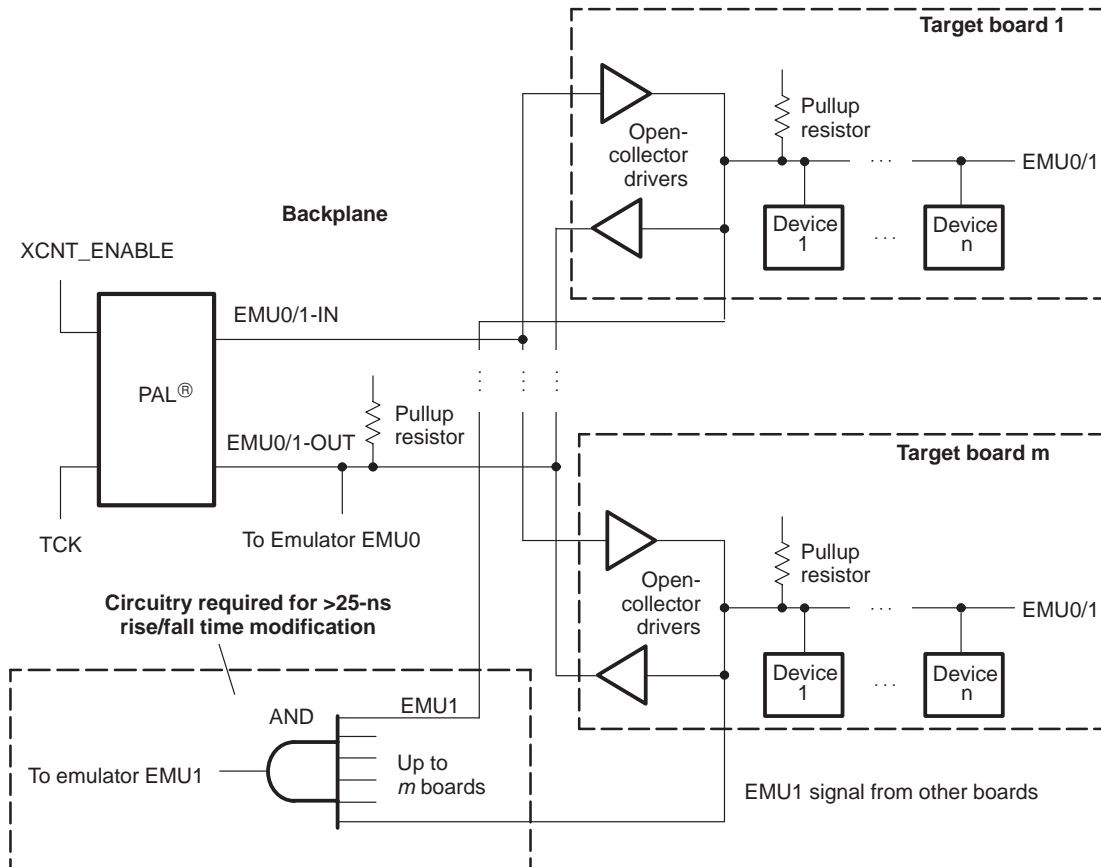 Target board 1
Pullup
resistor
Open-
collector
drivers
EMU0/1
Device
1
Device
n
. . .
. . .
Backplane
XCNT_ENABLE
EMU0/1-IN
PAL®
Pullup
resistor
EMU0/1-OUT
TCK
To Emulator EMU0
Target board m
Pullup
resistor
Open-
collector
drivers
EMU0/1
Device
1
Device
n
. . .
. . .
Circuitry required for >25-ns
rise/fall time modification
AND
EMU1
To emulator EMU1
Up to
m boards
EMU1 signal from other boards